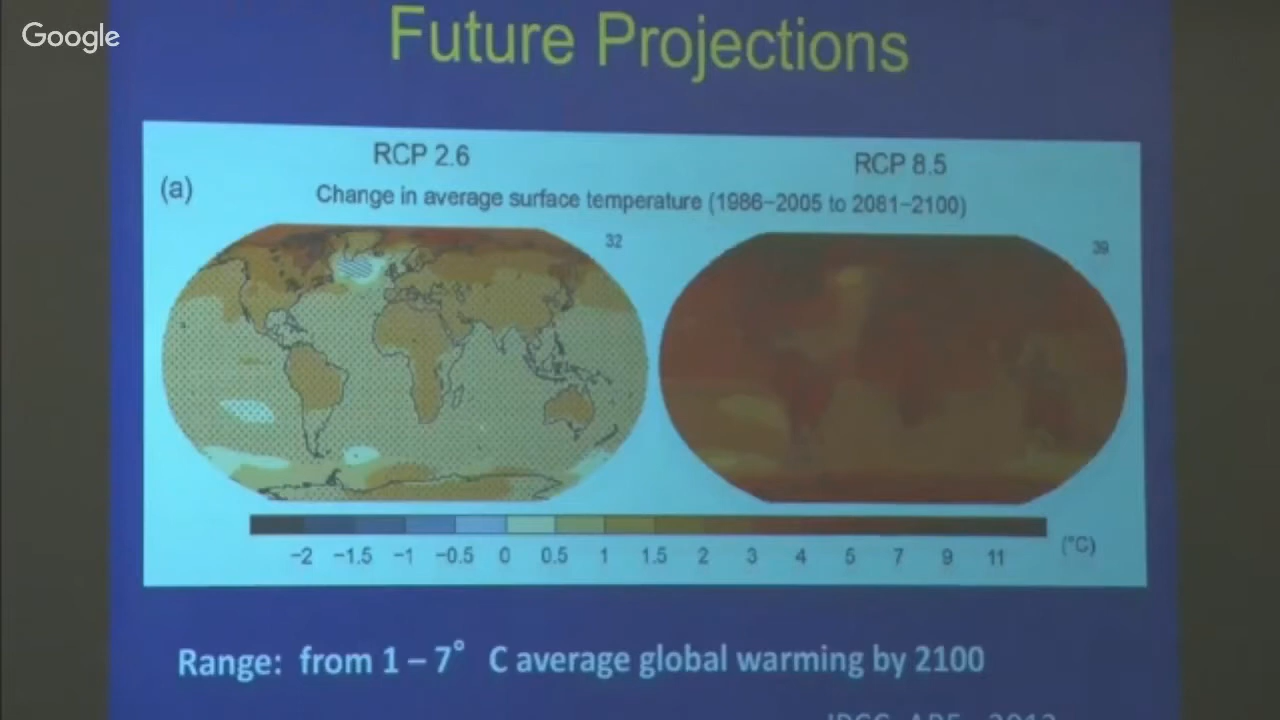 Google
Future Projections
RCP 2.6
RCP 8.5
(a)
Change in average surface temperature (1986–2005 to 2081–2100)
32
39
−2 −1.5 −1 −0.5 0 0.5 1 1.5 2 3 4 5 7 9 11
(°C)
Range: from 1 – 7° C average global warming by 2100